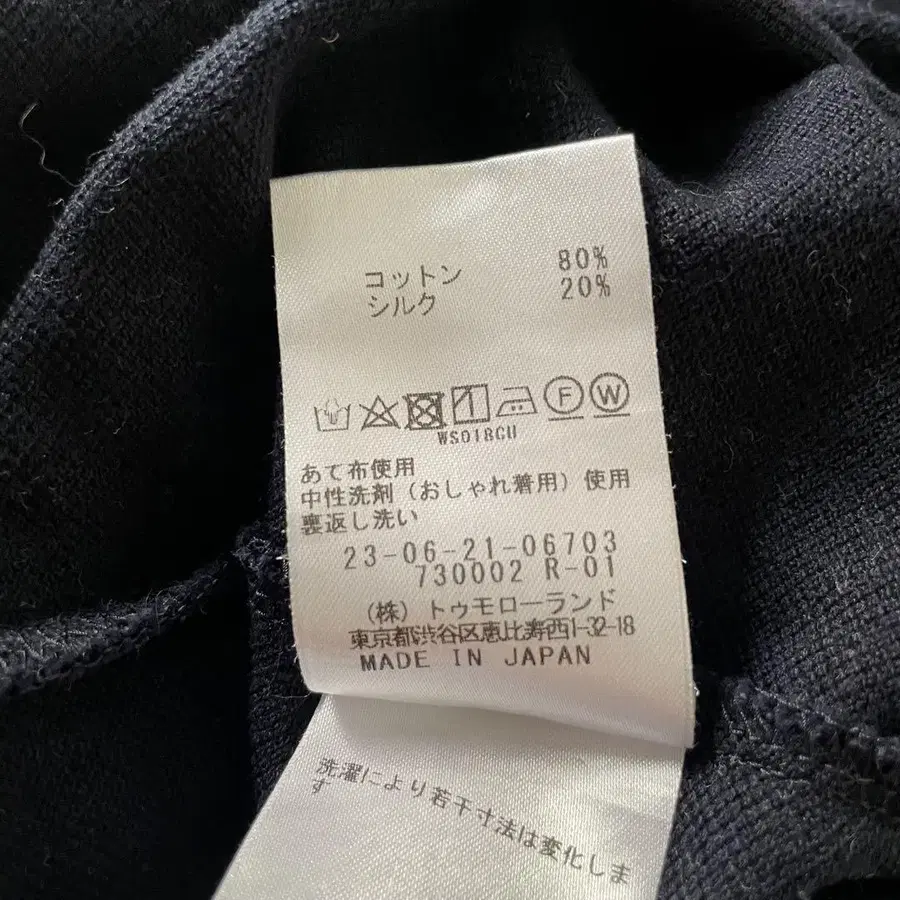 コットン 80%
シルク 20%
F W
WS018CU
あて布使用
中性洗剤（おしゃれ着用）使用
裏返し洗い
23-06-21-06703
730002 R-01
（株）トゥモローランド
東京都渋谷区恵比寿西1-32-18
MADE IN JAPAN
洗濯により若干寸法は変化しま
す